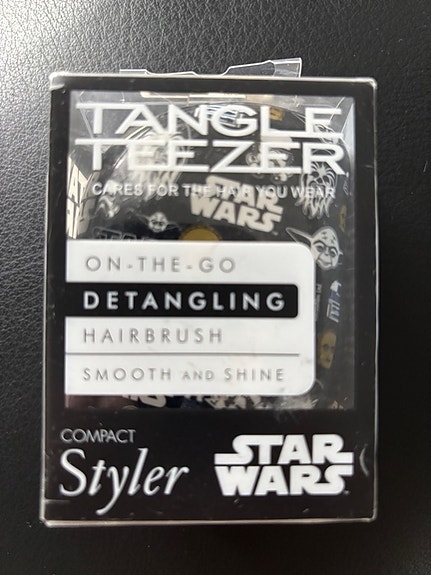 TANGLE
TEEZER
CARES FOR THE HAIR YOU WEAR
STAR
WARS
ON-THE-GO
DETANGLING
HAIRBRUSH
SMOOTH AND SHINE
COMPACT
Styler
STAR
WARS